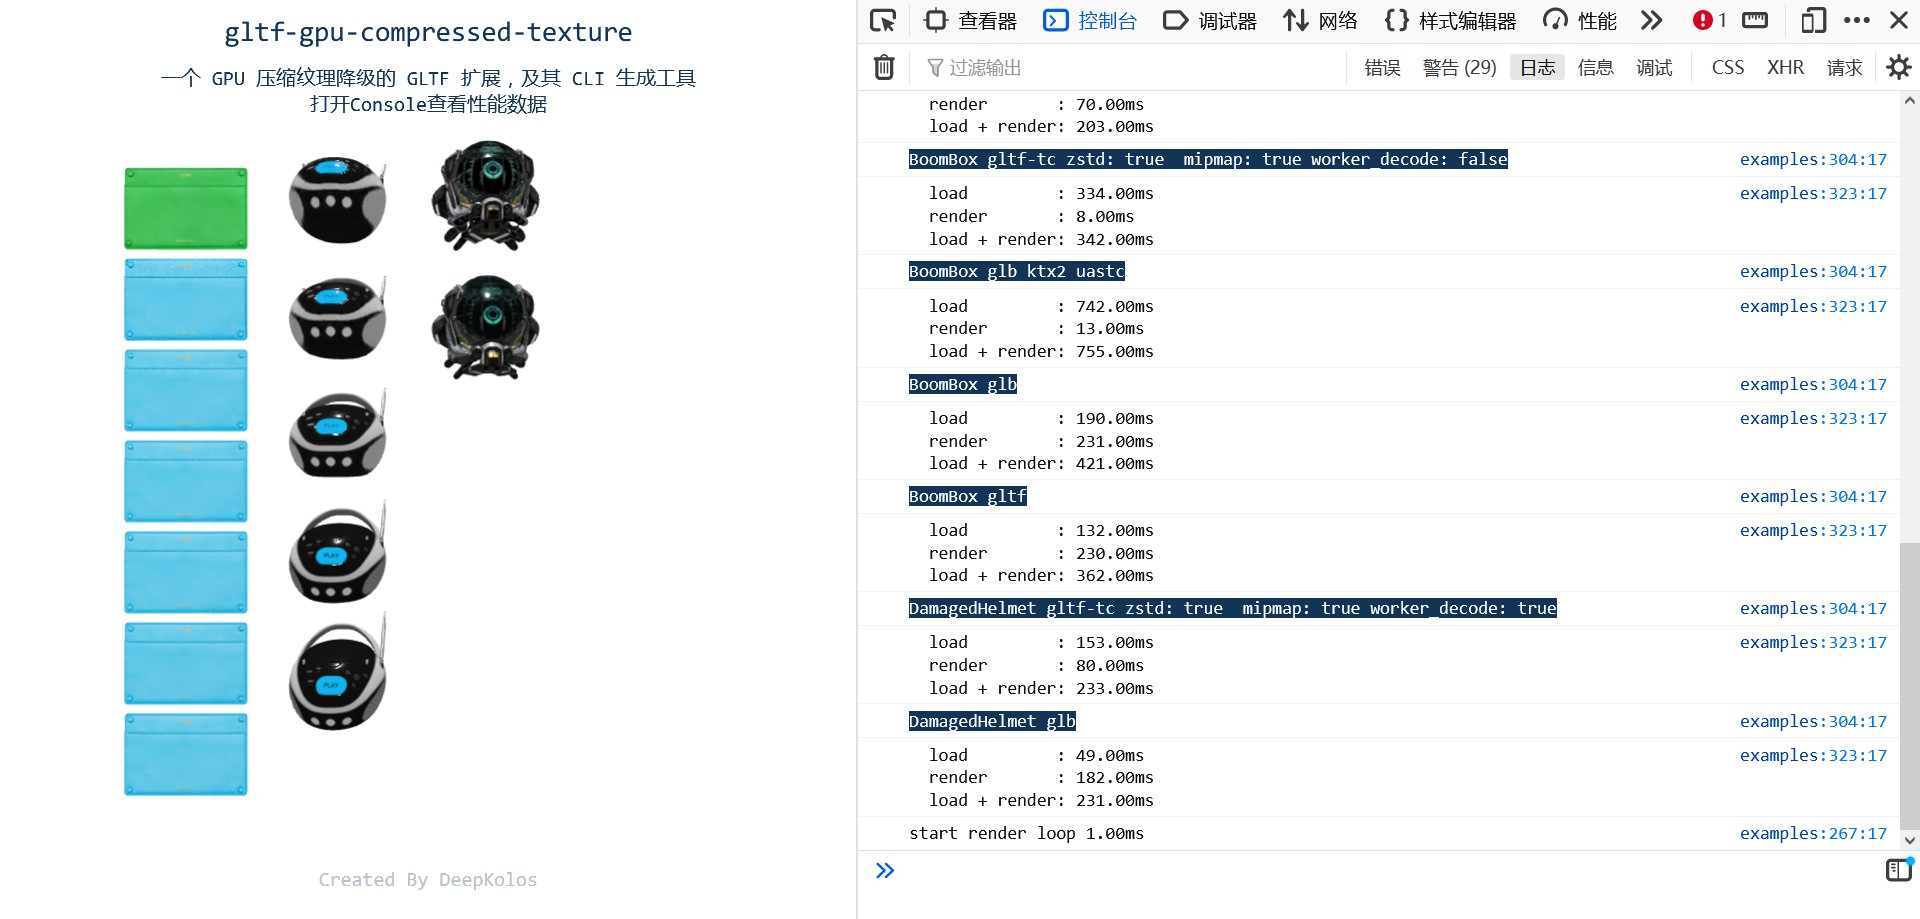 gltf-gpu-compressed-texture
一个 GPU 压缩纹理降级的 GLTF 扩展，及其 CLI 生成工具
打开Console查看性能数据
PLAY
PLAY
Created By DeepKolos
查看器 控制台 调试器 网络 样式编辑器 性能 1
过滤输出 错误 警告 (29) 日志 信息 调试 CSS XHR 请求
render : 70.00ms
load + render: 203.00ms
BoomBox gltf-tc zstd: true mipmap: true worker_decode: false examples:304:17
load : 334.00ms examples:323:17
render : 8.00ms
load + render: 342.00ms
BoomBox glb ktx2 uastc examples:304:17
load : 742.00ms examples:323:17
render : 13.00ms
load + render: 755.00ms
BoomBox glb examples:304:17
load : 190.00ms examples:323:17
render : 231.00ms
load + render: 421.00ms
BoomBox gltf examples:304:17
load : 132.00ms examples:323:17
render : 230.00ms
load + render: 362.00ms
DamagedHelmet gltf-tc zstd: true mipmap: true worker_decode: true examples:304:17
load : 153.00ms examples:323:17
render : 80.00ms
load + render: 233.00ms
DamagedHelmet glb examples:304:17
load : 49.00ms examples:323:17
render : 182.00ms
load + render: 231.00ms
start render loop 1.00ms examples:267:17